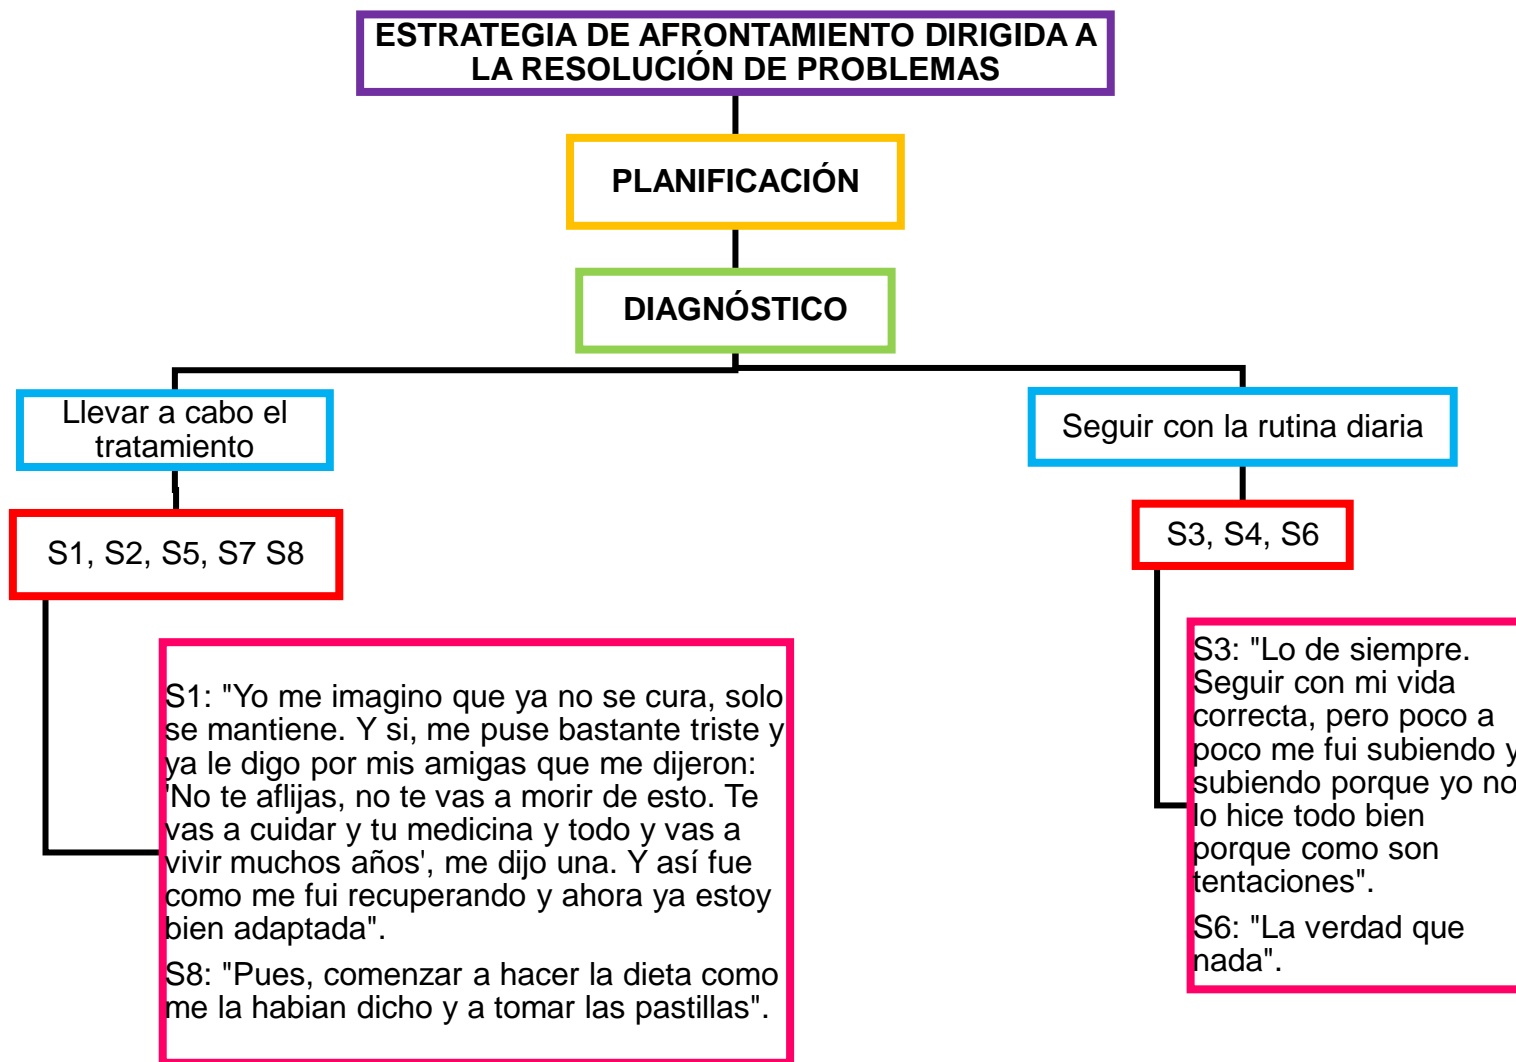 ESTRATEGIA DE AFRONTAMIENTO DIRIGIDA A
LA RESOLUCIÓN DE PROBLEMAS
PLANIFICACIÓN
DIAGNÓSTICO
Llevar a cabo el
tratamiento
S1, S2, S5, S7 S8
S1: "Yo me imagino que ya no se cura, solo
se mantiene. Y si, me puse bastante triste y
ya le digo por mis amigas que me dijeron:
'No te aflijas, no te vas a morir de esto. Te
vas a cuidar y tu medicina y todo y vas a
vivir muchos años', me dijo una. Y así fue
como me fui recuperando y ahora ya estoy
bien adaptada".
S8: "Pues, comenzar a hacer la dieta como
me la habian dicho y a tomar las pastillas".
Seguir con la rutina diaria
S3, S4, S6
S3: "Lo de siempre.
Seguir con mi vida
correcta, pero poco a
poco me fui subiendo y
subiendo porque yo no
lo hice todo bien
porque como son
tentaciones".
S6: "La verdad que
nada".